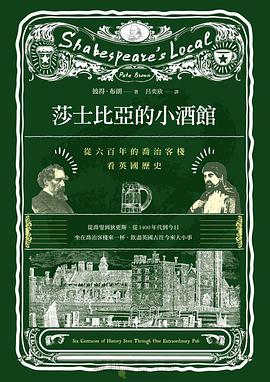 Shakespeare's Local
Pete Brown
彼得·布朗——著 呂奕欣——譯
莎士比亞的小酒館
從六百年的喬治客棧
看英國歷史
從喬叟到狄更斯、從1400年代到今日
坐在喬治客棧來一杯，飲盡英國古往今來大小事
Six Centuries of History Seen Through One Extraordinary Pub